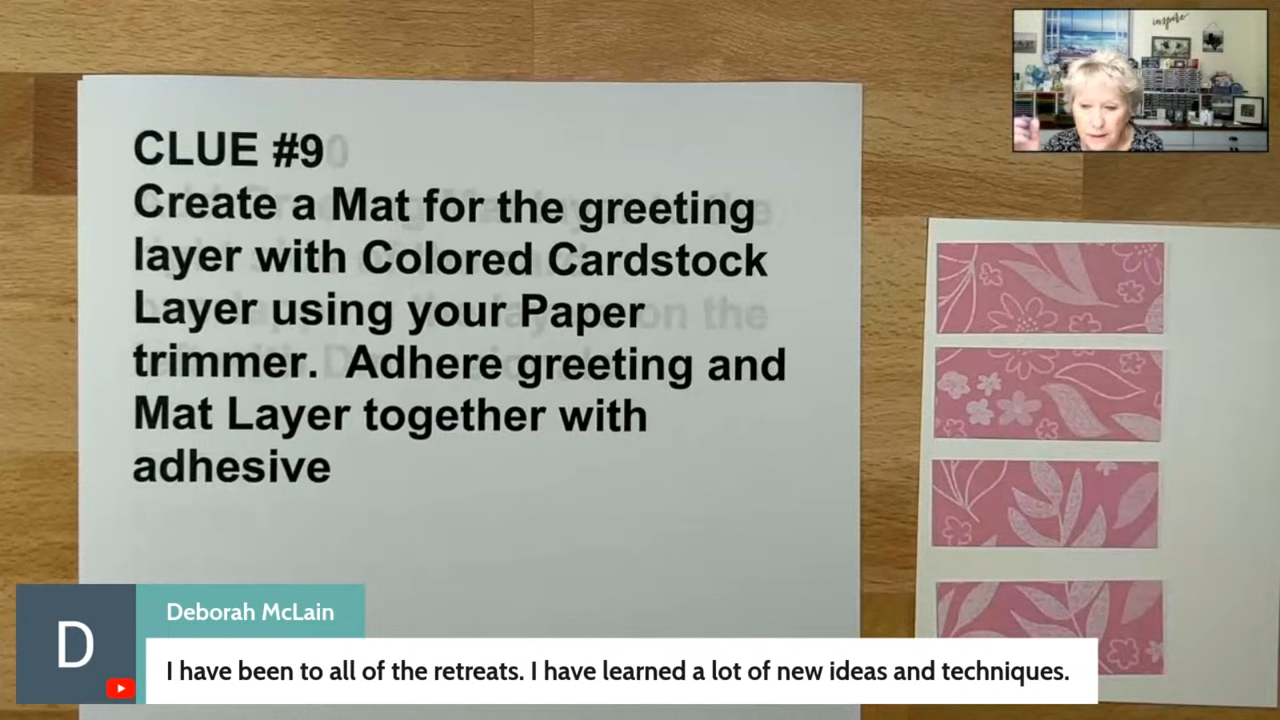 inspire
CLUE #9
Create a Mat for the greeting
layer with Colored Cardstock
Layer using your Paper
trimmer.  Adhere greeting and
Mat Layer together with
adhesive
D
Deborah McLain
I have been to all of the retreats. I have learned a lot of new ideas and techniques.